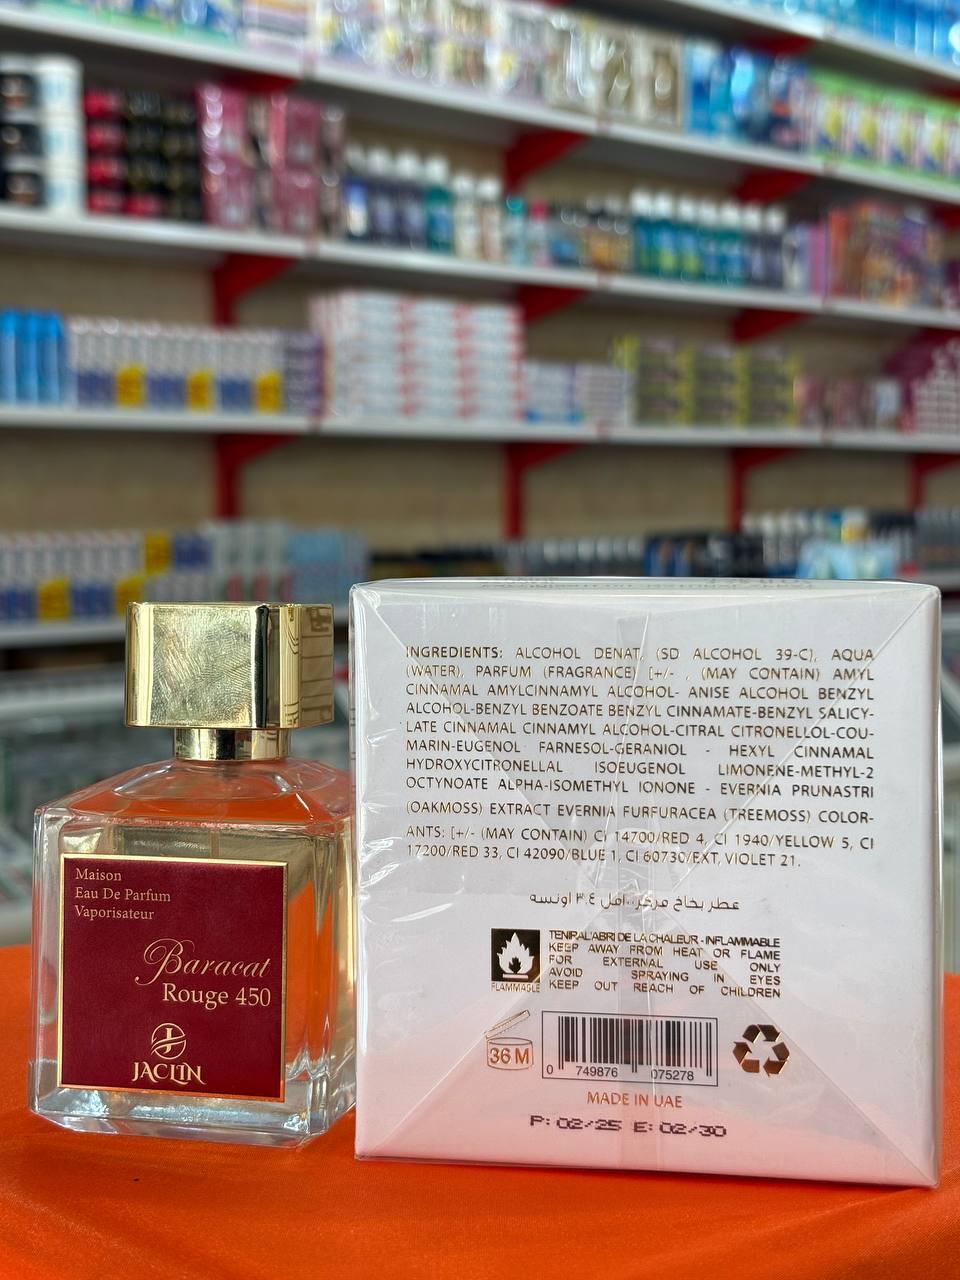 Maison
Eau De Parfum
Vaporisateur
Baracat
Rouge 450
JACLIN
INGREDIENTS: ALCOHOL DENAT, (SD ALCOHOL 39-C), AQUA
(WATER), PARFUM (FRAGRANCE) [+/- , (MAY CONTAIN) AMYL
CINNAMAL AMYLCINNAMYL ALCOHOL- ANISE ALCOHOL BENZYL
ALCOHOL-BENZYL BENZOATE BENZYL CINNAMATE-BENZYL SALICY-
LATE CINNAMAL CINNAMYL ALCOHOL-CITRAL CITRONELLOL-COU-
MARIN-EUGENOL FARNESOL-GERANIOL - HEXYL CINNAMAL
HYDROXYCITRONELLAL ISOEUGENOL LIMONENE-METHYL-2
OCTYNOATE ALPHA-ISOMETHYL IONONE - EVERNIA PRUNASTRI
(OAKMOSS) EXTRACT EVERNIA FURFURACEA (TREEMOSS) COLOR-
ANTS: [+/- (MAY CONTAIN) CI 14700/RED 4, CI 1940/YELLOW 5, CI
17200/RED 33, CI 42090/BLUE 1, CI 60730/EXT, VIOLET 21.
عطر بخاخ مركز ٣.٤ اونسه
TENIR A L'ABRI DE LA CHALEUR - INFLAMMABLE
KEEP AWAY FROM HEAT OR FLAME
FOR EXTERNAL USE ONLY
AVOID SPRAYING IN EYES
KEEP OUT REACH OF CHILDREN
FLAMMABLE
36 M
0 749876 075278
MADE IN UAE
P: 02/25 E: 02/30